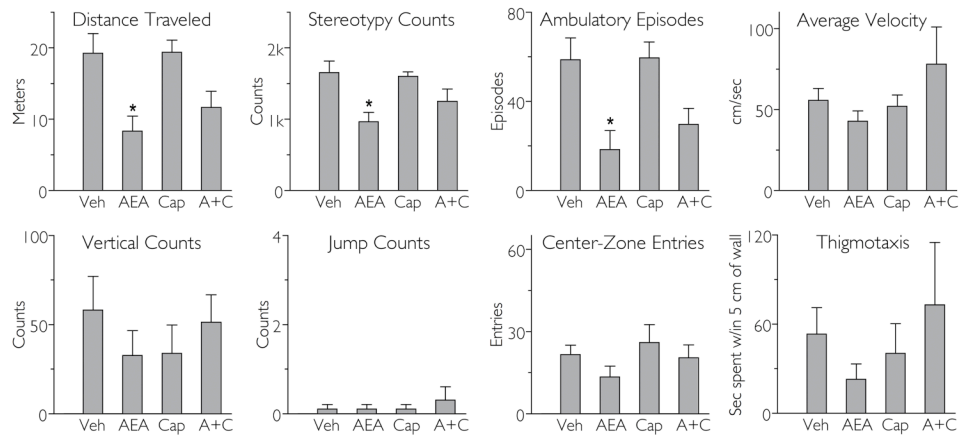 Distance Traveled
Meters
20
10
0
*
Veh AEA Cap A+C
Stereotypy Counts
Counts
2k
1k
0
*
Veh AEA Cap A+C
Ambulatory Episodes
Episodes
80
40
0
*
Veh AEA Cap A+C
Average Velocity
cm/sec
100
50
0
Veh AEA Cap A+C
Vertical Counts
Counts
100
50
0
Veh AEA Cap A+C
Jump Counts
Counts
4
2
0
Veh AEA Cap A+C
Center-Zone Entries
Entries
60
30
0
Veh AEA Cap A+C
Thigmotaxis
Sec spent w/in 5 cm of wall
120
60
0
Veh AEA Cap A+C